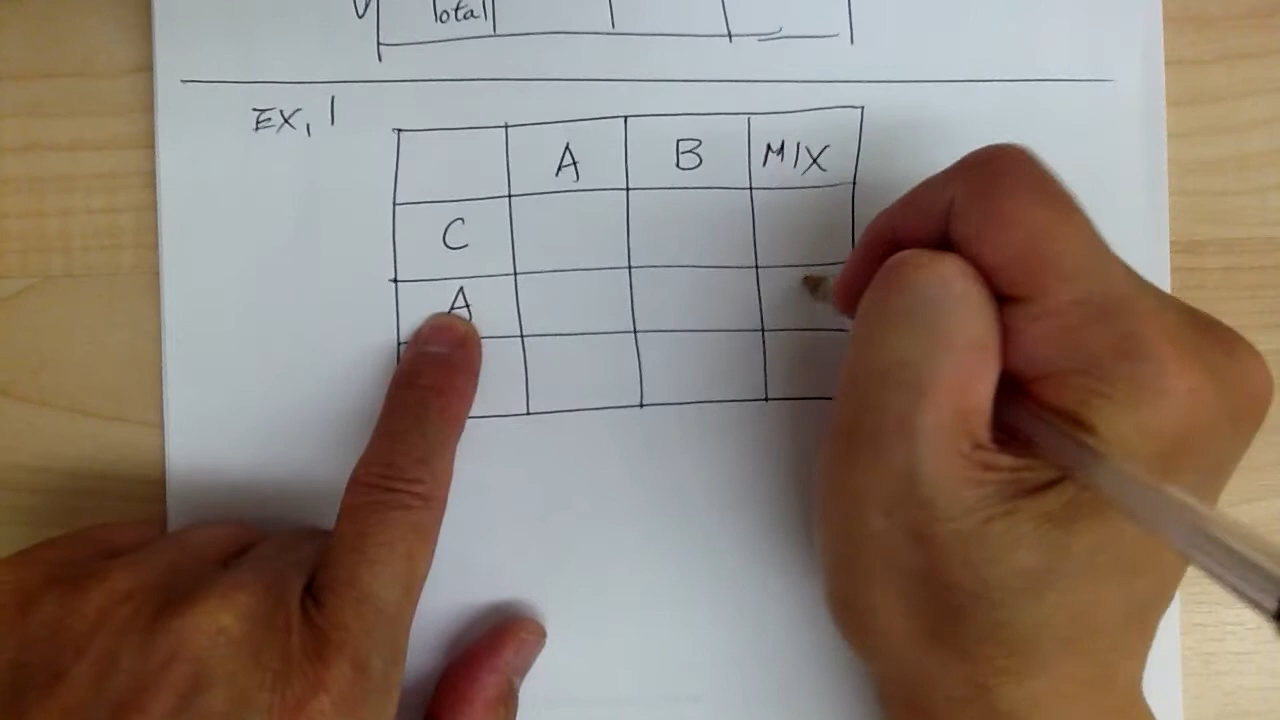 Total
EX, 1
A B MIX
C
A